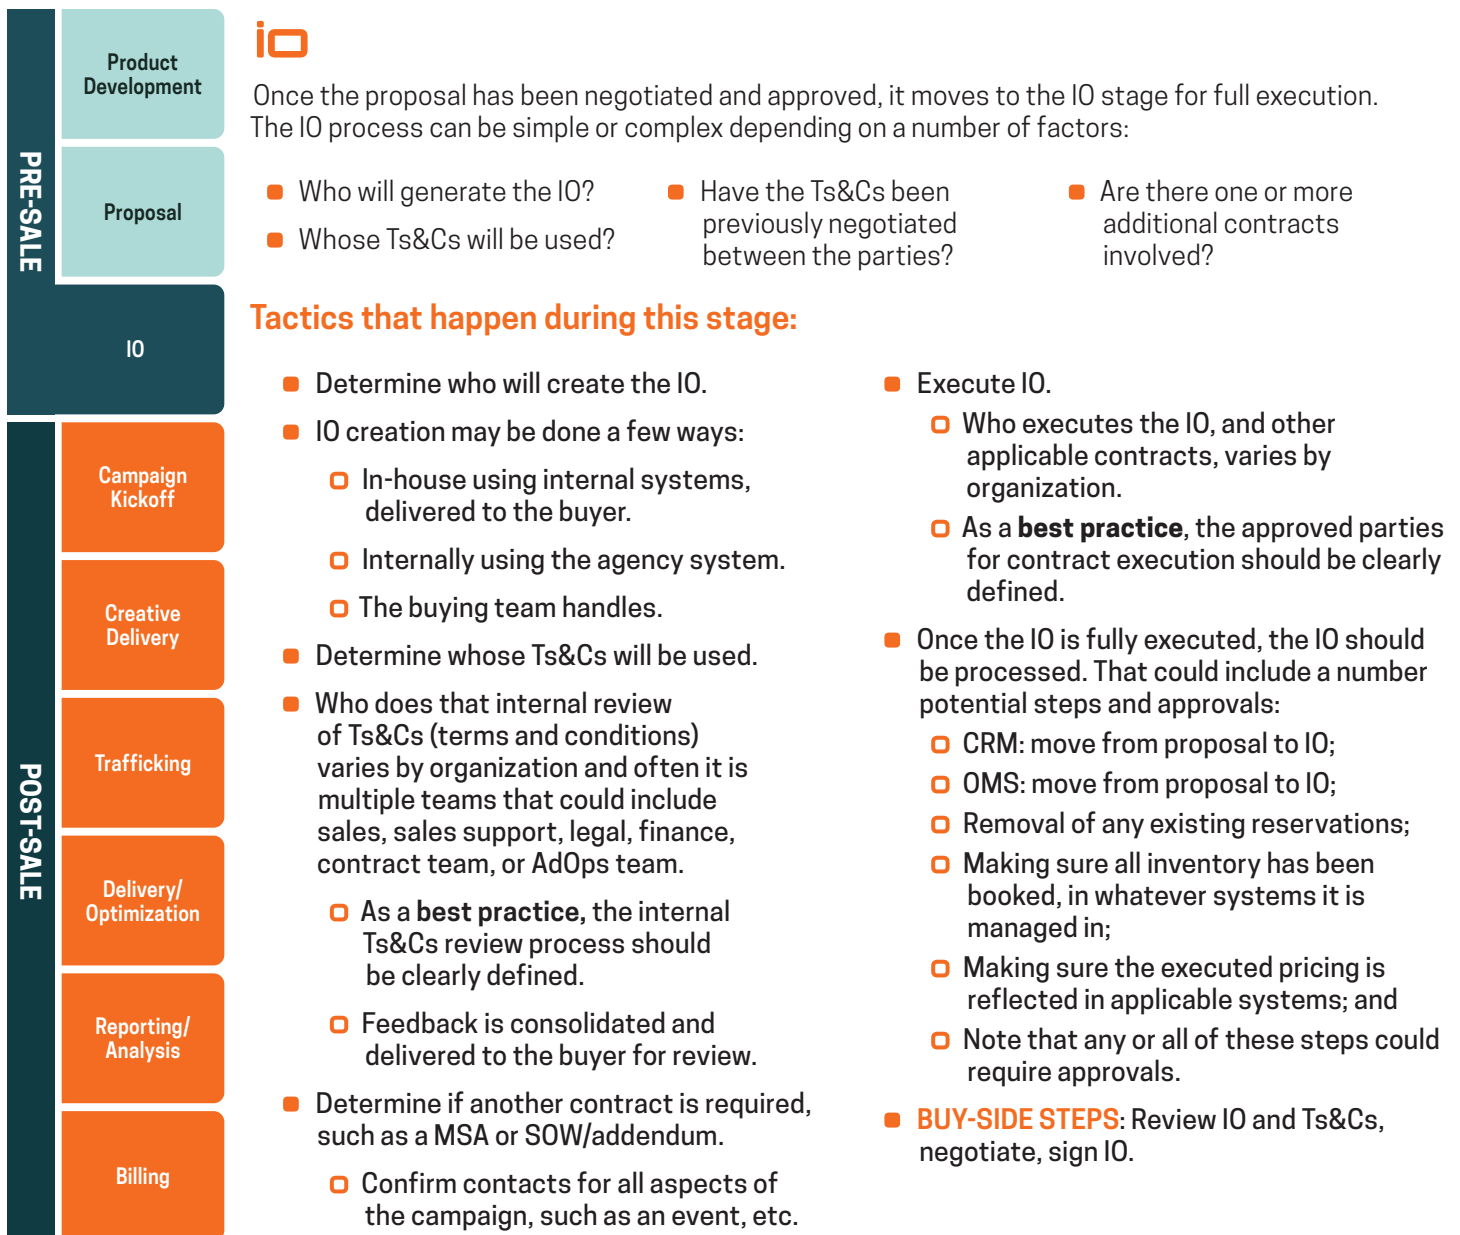 PRE-SALE
Product
Development
Proposal
IO
POST-SALE
Campaign
Kickoff
Creative
Delivery
Trafficking
Delivery/
Optimization
Reporting/
Analysis
Billing
io
Once the proposal has been negotiated and approved, it moves to the IO stage for full execution.
The IO process can be simple or complex depending on a number of factors:
Who will generate the IO?
Whose Ts&Cs will be used?
Have the Ts&Cs been
previously negotiated
between the parties?
Are there one or more
additional contracts
involved?
Tactics that happen during this stage:
Determine who will create the IO.
IO creation may be done a few ways:
In-house using internal systems,
delivered to the buyer.
Internally using the agency system.
The buying team handles.
Determine whose Ts&Cs will be used.
Who does that internal review
of Ts&Cs (terms and conditions)
varies by organization and often it is
multiple teams that could include
sales, sales support, legal, finance,
contract team, or AdOps team.
As a best practice, the internal
Ts&Cs review process should
be clearly defined.
Feedback is consolidated and
delivered to the buyer for review.
Determine if another contract is required,
such as a MSA or SOW/addendum.
Confirm contacts for all aspects of
the campaign, such as an event, etc.
Execute IO.
Who executes the IO, and other
applicable contracts, varies by
organization.
As a best practice, the approved parties
for contract execution should be clearly
defined.
Once the IO is fully executed, the IO should
be processed. That could include a number
potential steps and approvals:
CRM: move from proposal to IO;
OMS: move from proposal to IO;
Removal of any existing reservations;
Making sure all inventory has been
booked, in whatever systems it is
managed in;
Making sure the executed pricing is
reflected in applicable systems; and
Note that any or all of these steps could
require approvals.
BUY-SIDE STEPS: Review IO and Ts&Cs,
negotiate, sign IO.